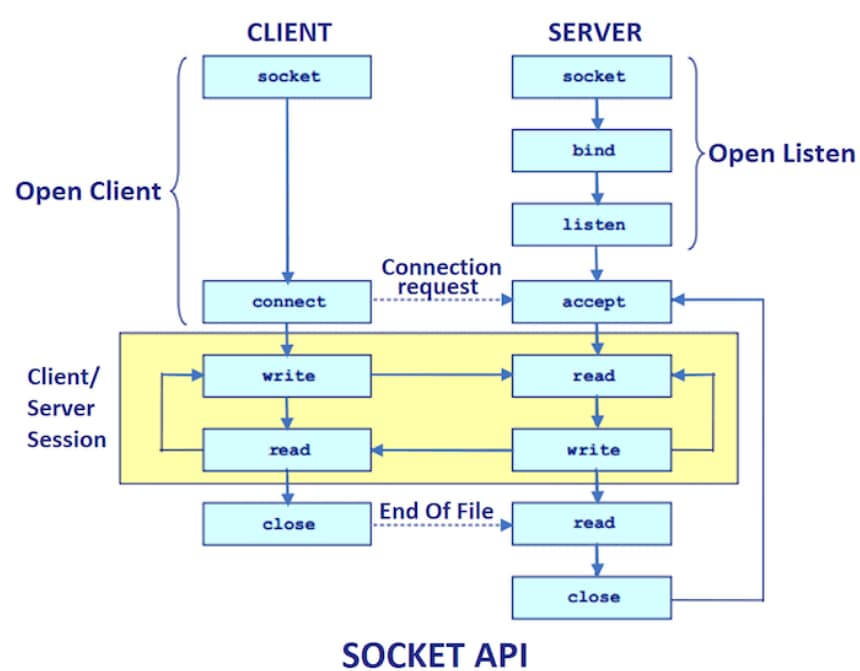 CLIENT
SERVER
socket
socket
bind
Open Listen
Open Client
listen
Connection
request
connect
accept
Client/
Server
Session
write
read
read
write
close
End Of File
read
close
SOCKET API